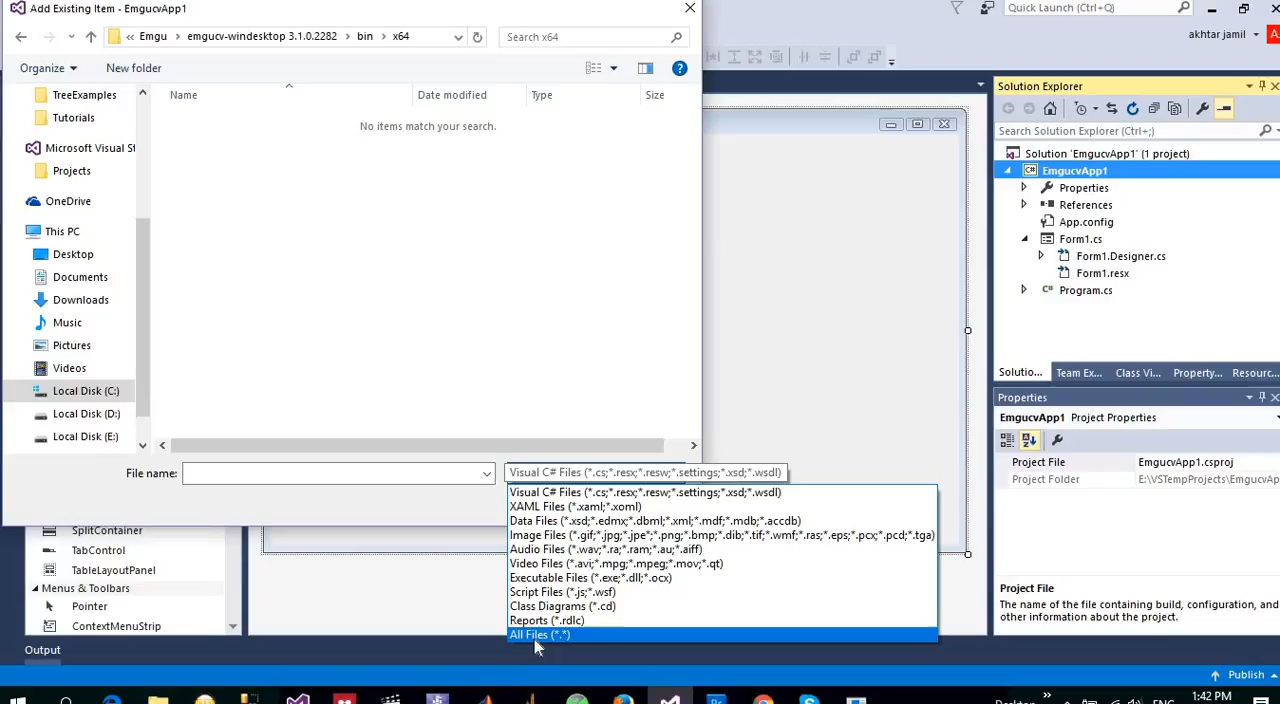 Add Existing Item - EmgucvApp1
Quick Launch (Ctrl+Q)
« Emgu > emgucv-windesktop 3.1.0.2282 > bin > x64
Search x64
akhtar jamil
Organize
New folder
Solution Explorer
TreeExamples
Name
Date modified
Type
Size
Tutorials
No items match your search.
Search Solution Explorer (Ctrl+;)
Microsoft Visual St
Solution 'EmgucvApp1' (1 project)
Projects
EmgucvApp1
Properties
OneDrive
References
This PC
App.config
Desktop
Form1.cs
Documents
Form1.Designer.cs
Downloads
Form1.resx
Music
Program.cs
Pictures
Videos
Solutio...
Team Ex...
Class Vi...
Property...
Resourc...
Local Disk (C:)
Properties
Local Disk (D:)
EmgucvApp1 Project Properties
Local Disk (E:)
Project File
EmgucvApp1.csproj
File name:
Visual C# Files (*.cs;*.resx;*.resw;*.settings;*.xsd;*.wsdl)
Project Folder
E:\VSTempProjects\EmgucvAp
Visual C# Files (*.cs;*.resx;*.resw;*.settings;*.xsd;*.wsdl)
XAML Files (*.xaml;*.xoml)
Data Files (*.xsd;*.edmx;*.dbml;*.xml;*.mdf;*.mdb;*.accdb)
SplitContainer
Image Files (*.gif;*.jpg;*.jpe*;*.png;*.bmp;*.dib;*.tif;*.wmf;*.ras;*.eps;*.pcx;*.pcd;*.tga)
TabControl
Audio Files (*.wav;*.ra;*.ram;*.au;*.aiff)
TableLayoutPanel
Video Files (*.avi;*.mpg;*.mpeg;*.mov;*.qt)
Menus & Toolbars
Executable Files (*.exe;*.dll;*.ocx)
Project File
Script Files (*.js;*.wsf)
The name of the file containing build, configuration, and
other information about the project.
Pointer
Class Diagrams (*.cd)
ContextMenuStrip
Reports (*.rdlc)
All Files (*.*)
Output
Publish
Desktop
ENG
1:42 PM